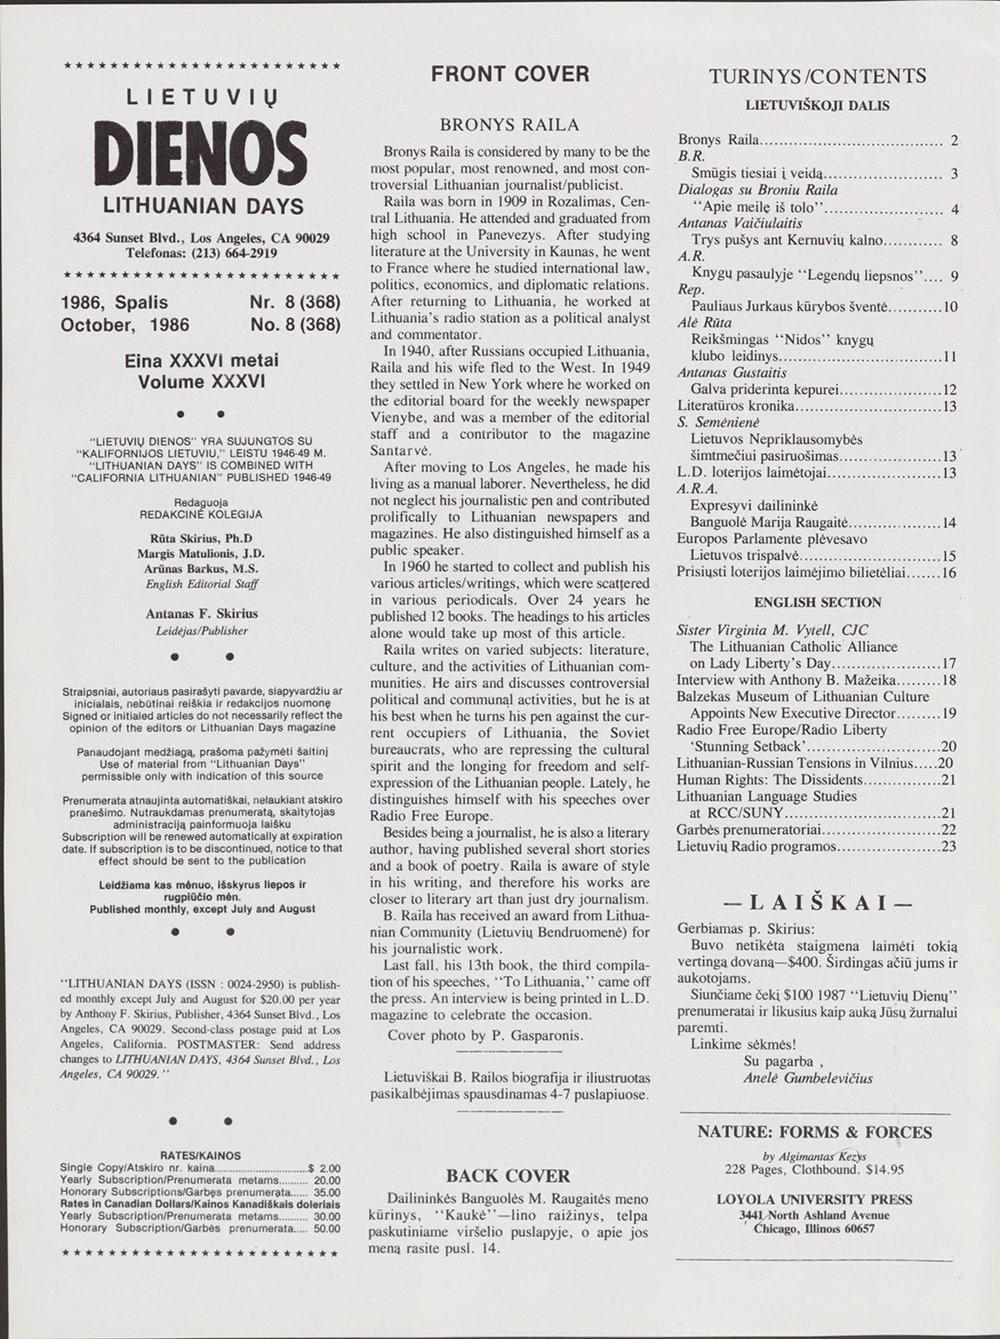 LIETUVIŲ
DIENOS
LITHUANIAN DAYS
4364 Sunset Blvd., Los Angeles, CA 90029
Telefonas: (213) 664-2919
1986, Spalis Nr. 8 (368)
October, 1986 No. 8 (368)
Eina XXXVI metai
Volume XXXVI
"LIETUVIŲ DIENOS" YRA SUJUNGTOS SU
"KALIFORNIJOS LIETUVIU," LEISTU 1946-49 M.
"LITHUANIAN DAYS" IS COMBINED WITH
"CALIFORNIA LITHUANIAN" PUBLISHED 1946-49
Redaguoja
REDAKCINĖ KOLEGIJA
Rūta Skirius, Ph.D
Margis Matulionis, J.D.
Arūnas Barkus, M.S.
English Editorial Staff
Antanas F. Skirius
Leidėjas/Publisher
Straipsniai, autoriaus pasirašyti pavarde, slapyvardžiu ar
inicialais, nebūtinai reiškia ir redakcijos nuomonę
Signed or initialed articles do not necessarily reflect the
opinion of the editors or Lithuanian Days magazine
Panaudojant medžiagą, prašoma pažymėti šaltinį
Use of material from "Lithuanian Days"
permissible only with indication of this source
Prenumerata atnaujinta automatiškai, nelaukiant atskiro
pranešimo. Nutraukdamas prenumeratą, skaitytojas
administraciją painformuoja laišku
Subscription will be renewed automatically at expiration
date. If subscription is to be discontinued, notice to that
effect should be sent to the publication
Leidžiama kas mėnuo, išskyrus liepos ir
rugpiūčio mėn.
Published monthly, except July and August
"LITHUANIAN DAYS (ISSN : 0024-2950) is publish-
ed monthly except July and August for $20.00 per year
by Anthony F. Skirius, Publisher, 4364 Sunset Blvd., Los
Angeles, CA 90029. Second-class postage paid at Los
Angeles, California. POSTMASTER: Send address
changes to LITHUANIAN DAYS, 4364 Sunset Blvd., Los
Angeles, CA 90029."
RATES/KAINOS
Single Copy/Atskiro nr. kaina..............................$ 2.00
Yearly Subscription/Prenumerata metams.......... 20.00
Honorary Subscriptions/Garbęs prenumerąta...... 35.00
Rates in Canadian Dollars/Kainos Kanadiškais doleriais
Yearly Subscription/Prenumerata metams.......... 30.00
Honorary Subscription/Garbės prenumerata..... 50.00
FRONT COVER
BRONYS RAILA
Bronys Raila is considered by many to be the
most popular, most renowned, and most con-
troversial Lithuanian journalist/publicist.
Raila was born in 1909 in Rozalimas, Cen-
tral Lithuania. He attended and graduated from
high school in Panevezys. After studying
literature at the University in Kaunas, he went
to France where he studied international law,
politics, economics, and diplomatic relations.
After returning to Lithuania, he worked at
Lithuania's radio station as a political analyst
and commentator.
In 1940, after Russians occupied Lithuania,
Raila and his wife fled to the West. In 1949
they settled in New York where he worked on
the editorial board for the weekly newspaper
Vienybe, and was a member of the editorial
staff and a contributor to the magazine
Santarvė.
After moving to Los Angeles, he made his
living as a manual laborer. Nevertheless, he did
not neglect his journalistic pen and contributed
prolifically to Lithuanian newspapers and
magazines. He also distinguished himself as a
public speaker.
In 1960 he started to collect and publish his
various articles/writings, which were scattered
in various periodicals. Over 24 years he
published 12 books. The headings to his articles
alone would take up most of this article.
Raila writes on varied subjects: literature,
culture, and the activities of Lithuanian com-
munities. He airs and discusses controversial
political and communal activities, but he is at
his best when he turns his pen against the cur-
rent occupiers of Lithuania, the Soviet
bureaucrats, who are repressing the cultural
spirit and the longing for freedom and self-
expression of the Lithuanian people. Lately, he
distinguishes himself with his speeches over
Radio Free Europe.
Besides being a journalist, he is also a literary
author, having published several short stories
and a book of poetry. Raila is aware of style
in his writing, and therefore his works are
closer to literary art than just dry journalism.
B. Raila has received an award from Lithua-
nian Community (Lietuvių Bendruomenė) for
his journalistic work.
Last fall, his 13th book, the third compila-
tion of his speeches, "To Lithuania," came off
the press. An interview is being printed in L.D.
magazine to celebrate the occasion.
Cover photo by P. Gasparonis.
Lietuviškai B. Railos biografija ir iliustruotas
pasikalbėjimas spausdinamas 4-7 puslapiuose.
BACK COVER
Dailininkės Banguolės M. Raugaitės meno
kūrinys, "Kaukė"—lino raižinys, telpa
paskutiniame viršelio puslapyje, o apie jos
meną rasite pusl. 14.
TURINYS/CONTENTS
LIETUVIŠKOJI DALIS
Bronys Raila.................................... 2
B.R.
Smūgis tiesiai į veidą........................ 3
Dialogas su Broniu Raila
"Apie meilę iš tolo"........................ 4
Antanas Vaičiulaitis
Trys pušys ant Kernuvių kalno............ 8
A.R.
Knygų pasaulyje "Legendų liepsnos".... 9
Rep.
Pauliaus Jurkaus kūrybos šventė...........10
Alė Rūta
Reikšmingas "Nidos" knygų
klubo leidinys.................................11
Antanas Gustaitis
Galva priderinta kepurei.....................12
Literatūros kronika..............................13
S. Semėnienė
Lietuvos Nepriklausomybės
šimtmečiui pasiruošimas.....................13
L.D. loterijos laimėtojai.......................13
A.R.A.
Expresyvi dailininkė
Banguolė Marija Raugaitė...................14
Europos Parlamente plėvesavo
Lietuvos trispalvė.............................15
Prisiųsti loterijos laimėjimo bilietėliai.......16
ENGLISH SECTION
Sister Virginia M. Vytell, CJC
The Lithuanian Catholic Alliance
on Lady Liberty's Day......................17
Interview with Anthony B. Mažeika.........18
Balzekas Museum of Lithuanian Culture
Appoints New Executive Director.........19
Radio Free Europe/Radio Liberty
'Stunning Setback'...........................20
Lithuanian-Russian Tensions in Vilnius.....20
Human Rights: The Dissidents................21
Lithuanian Language Studies
at RCC/SUNY................................21
Garbės prenumeratoriai........................22
Lietuvių Radio programos.....................23
—LAIŠKAI—
Gerbiamas p. Skirius:
Buvo netikėta staigmena laimėti tokią
vertingą dovaną—$400. Širdingas ačiū jums ir
aukotojams.
Siunčiame čekį $100 1987 "Lietuvių Dienų"
prenumeratai ir likusius kaip auką Jūsų žurnalui
paremti.
Linkime sėkmės!
Su pagarba ,
Anelė Gumbelevičius
NATURE: FORMS & FORCES
by Algimantas Kezys
228 Pages, Clothbound. $14.95
LOYOLA UNIVERSITY PRESS
3441 North Ashland Avenue
Chicago, Illinois 60657